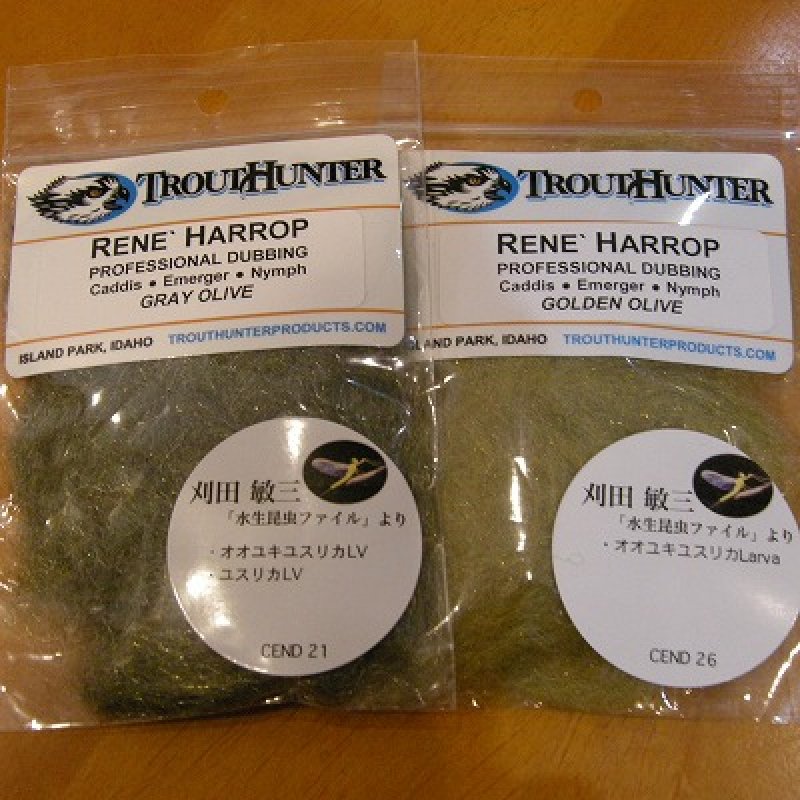 TROUTHUNTER
RENE` HARROP
PROFESSIONAL DUBBING
Caddis ● Emerger ● Nymph
GRAY OLIVE
ISLAND PARK, IDAHO TROUTHUNTERPRODUCTS.COM
刈田 敏三
「水生昆虫ファイル」より
・オオユキユスリカLV
・ユスリカLV
CEND 21
TROUTHUNTER
RENE` HARROP
PROFESSIONAL DUBBING
Caddis ● Emerger ● Nymph
GOLDEN OLIVE
LAND PARK, IDAHO TROUTHUNTERPRODUCTS.COM
刈田 敏三
「水生昆虫ファイル」より
・オオユキユスリカLarva
CEND 26